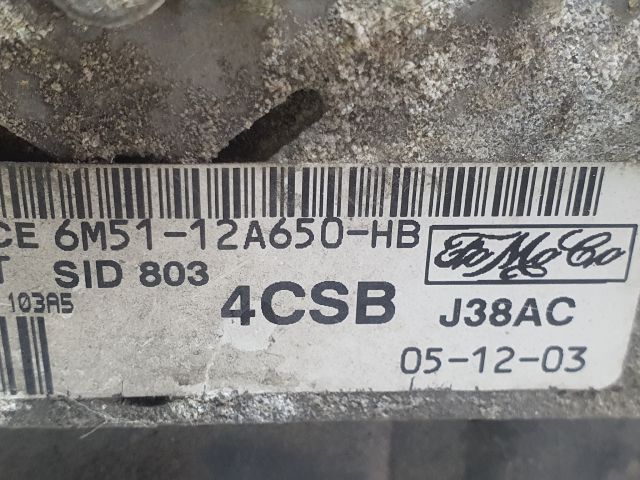 CE 6M51-12A650-HB
T SID 803
FoMoCo
103A5
4CSB
J38AC
05-12-03